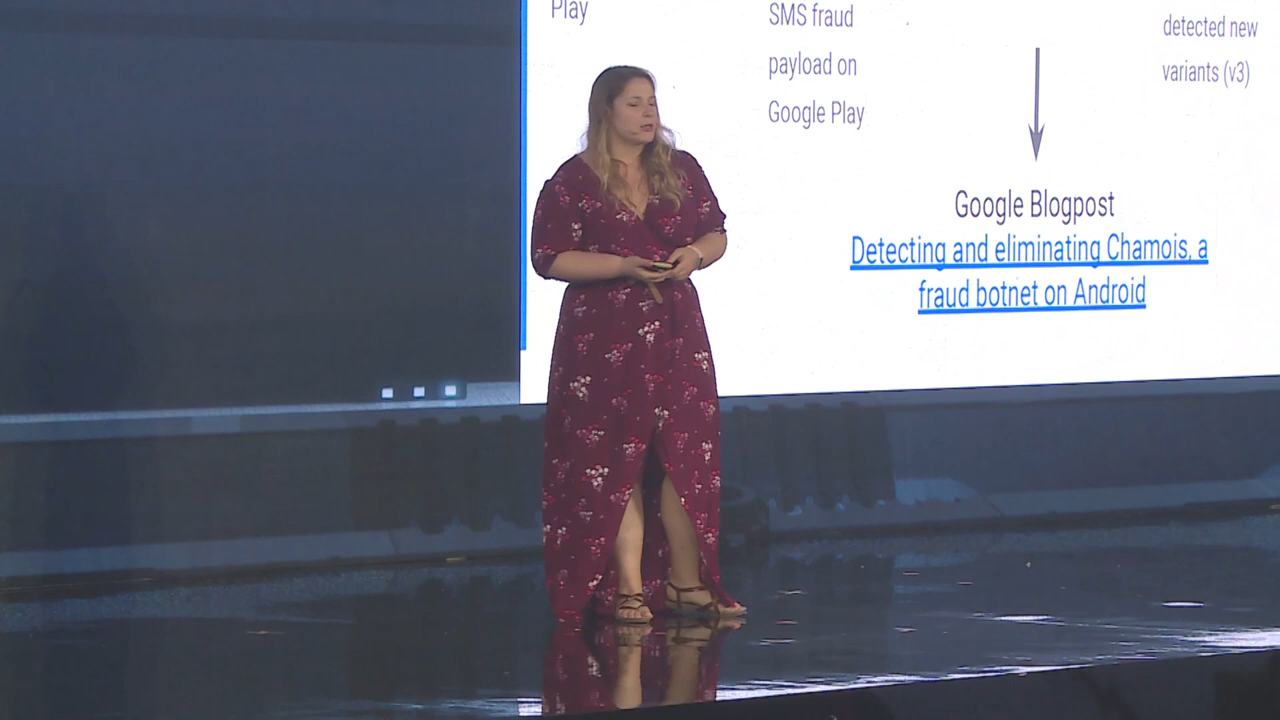 Play
SMS fraud
payload on
Google Play
detected new
variants (v3)
Google Blogpost
Detecting and eliminating Chamois, a
fraud botnet on Android